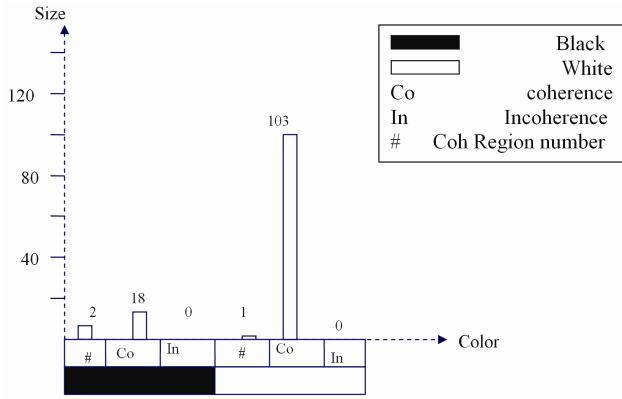 Size
120
80
40
2
18
0
1
103
0
#
Co
In
#
Co
In
Color
Black
White
Co coherence
In Incoherence
# Coh Region number